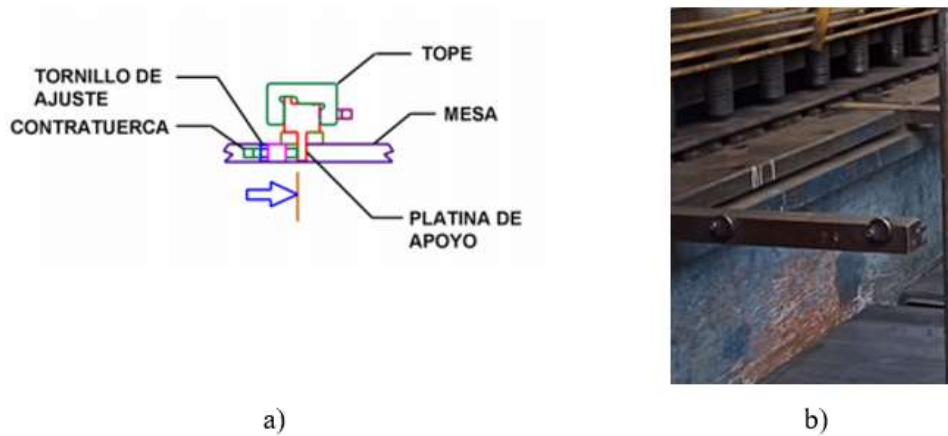 TOPE
TORNILLO DE
AJUSTE
CONTRATUERCA
MESA
PLATINA DE
APOYO
a)
b)